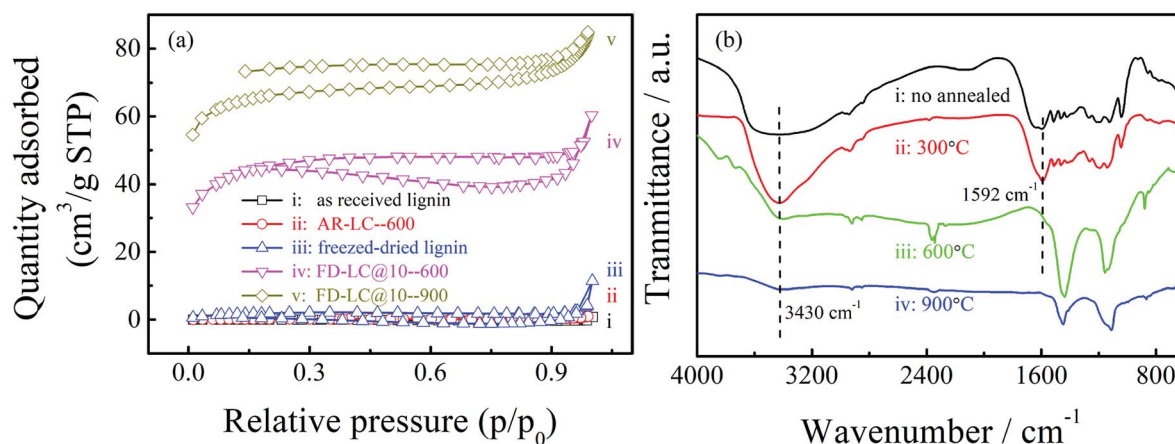 (a)
Quantity adsorbed
(cm³/g STP)
80
60
40
20
0
v
iv
i: as received lignin
ii: AR-LC--600
iii: freezed-dried lignin
iv: FD-LC@10--600
v: FD-LC@10--900
iii
ii
i
0.0
0.3
0.6
0.9
Relative pressure (p/p₀)
(b)
Tranmittance / a.u.
i: no annealed
ii: 300°C
1592 cm⁻¹
iii: 600°C
3430 cm⁻¹
iv: 900°C
4000
3200
2400
1600
800
Wavenumber / cm⁻¹